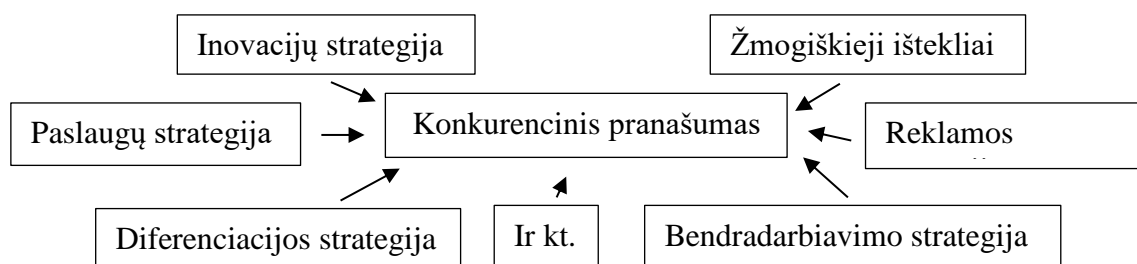 Inovacijų strategija
Žmogiškieji ištekliai
Paslaugų strategija
Konkurencinis pranašumas
Reklamos
Diferenciacijos strategija
Ir kt.
Bendradarbiavimo strategija